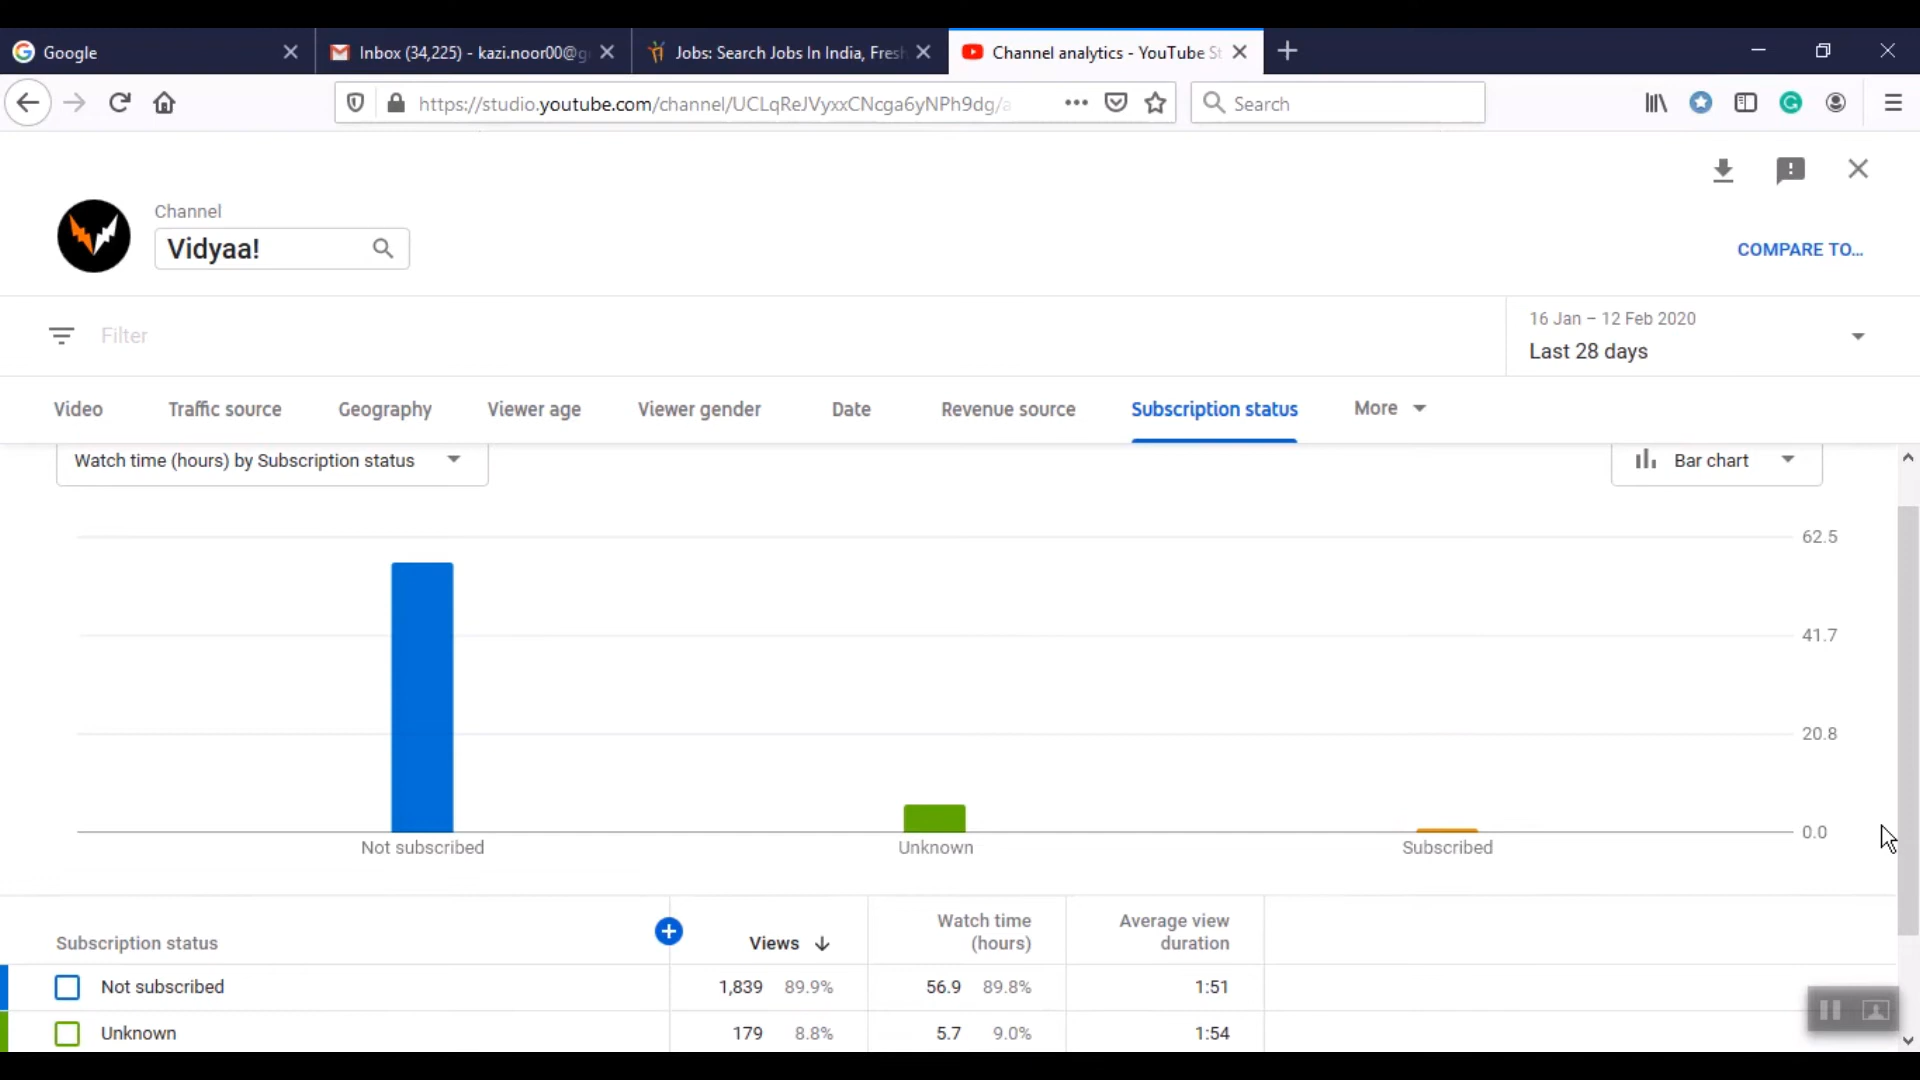 Google
Inbox (34,225) - kazi.noor00@g
Jobs: Search Jobs In India, Fresh
Channel analytics - YouTube St
https://studio.youtube.com/channel/UCLqReJVyxxCNcga6yNPh9dg/a
Search
Channel
Vidyaa!
COMPARE TO...
Filter
16 Jan – 12 Feb 2020
Last 28 days
Video
Traffic source
Geography
Viewer age
Viewer gender
Date
Revenue source
Subscription status
More
Watch time (hours) by Subscription status
Bar chart
62.5
41.7
20.8
0.0
Not subscribed
Unknown
Subscribed
Subscription status
Views
Watch time
(hours)
Average view
duration
Not subscribed 1,839 89.9% 56.9 89.8% 1:51
Unknown 179 8.8% 5.7 9.0% 1:54